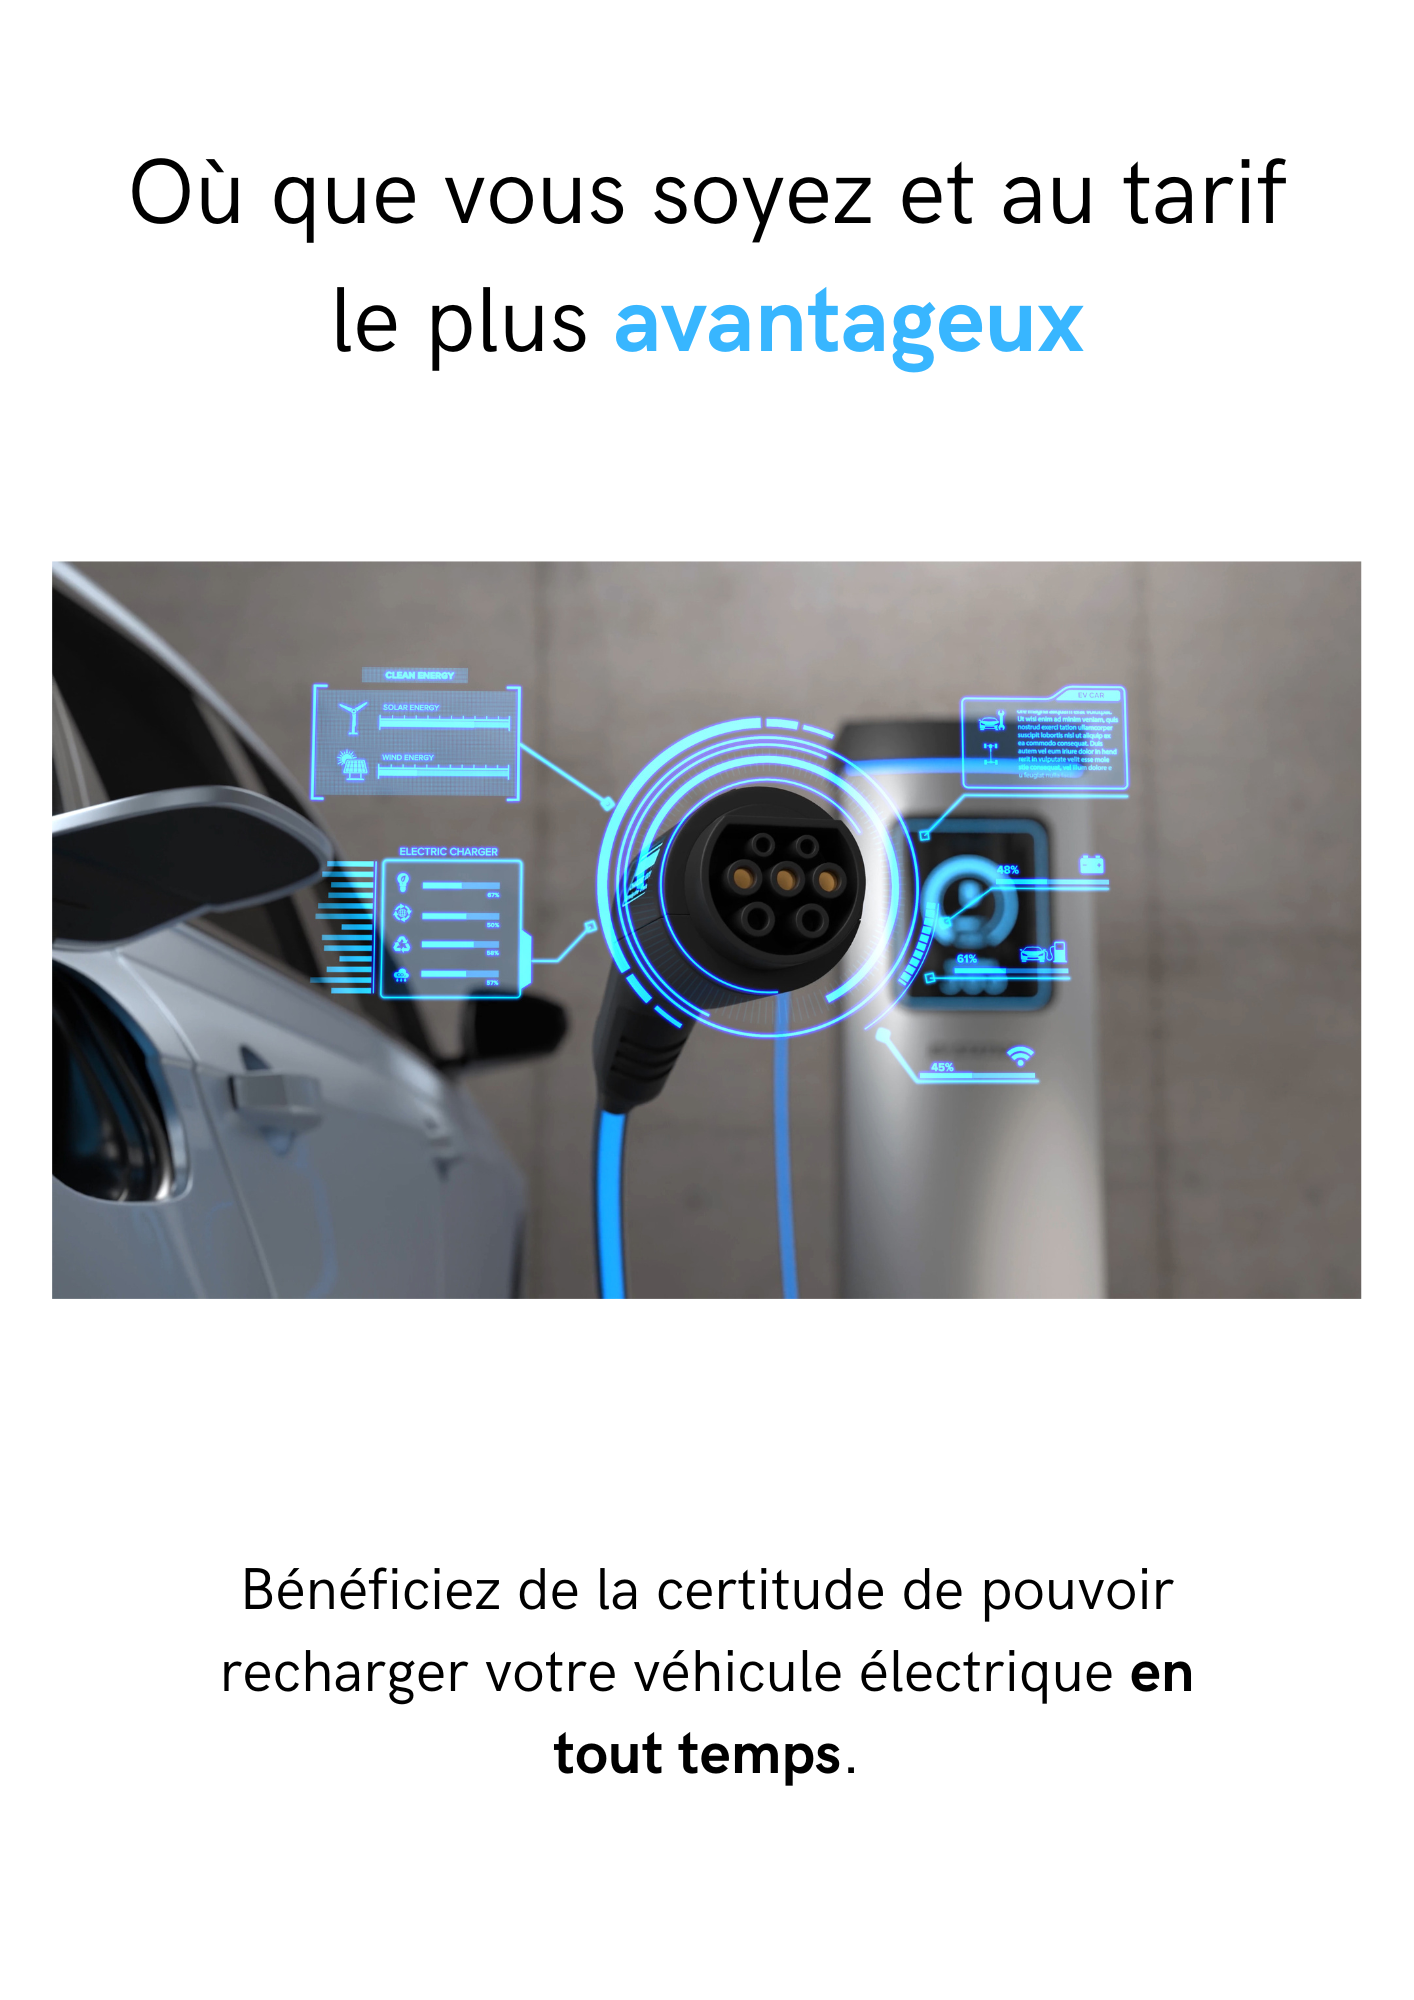 Où que vous soyez et au tarif
le plus avantageux
CLEAN ENERGY
SOLAR ENERGY
WIND ENERGY
EV CAR
Ut wisi enim ad minim veniam, quis
nostrud exerci tation ullamcorper
suscipit lobortis nisl ut aliquip ex
ea commodo consequat. Duis
autem vel eum iriure dolor in hend
rerit in vulputate velit esse mole
stie consequat, vel illum dolore e
u feugiat nulla
ELECTRIC CHARGER
67%
50%
58%
57%
48%
61%
45%
Bénéficiez de la certitude de pouvoir
recharger votre véhicule électrique en
tout temps.